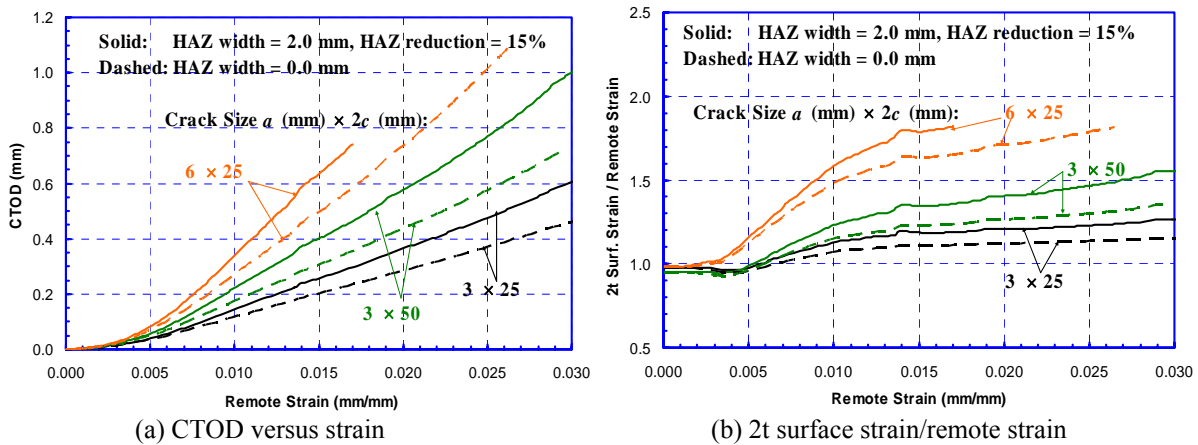 Solid: HAZ width = 2.0 mm, HAZ reduction = 15%
Dashed: HAZ width = 0.0 mm
Crack Size a (mm) × 2c (mm):
6 × 25
3 × 50
3 × 25
CTOD (mm)
1.2
1.0
0.8
0.6
0.4
0.2
0.0
0.000 0.005 0.010 0.015 0.020 0.025 0.030
Remote Strain (mm/mm)
(a) CTOD versus strain
Solid: HAZ width = 2.0 mm, HAZ reduction = 15%
Dashed: HAZ width = 0.0 mm
Crack Size a (mm) × 2c (mm):
6 × 25
3 × 50
3 × 25
2t Surf. Strain / Remote Strain
2.5
2.0
1.5
1.0
0.5
0.000 0.005 0.010 0.015 0.020 0.025 0.030
Remote Strain (mm/mm)
(b) 2t surface strain/remote strain